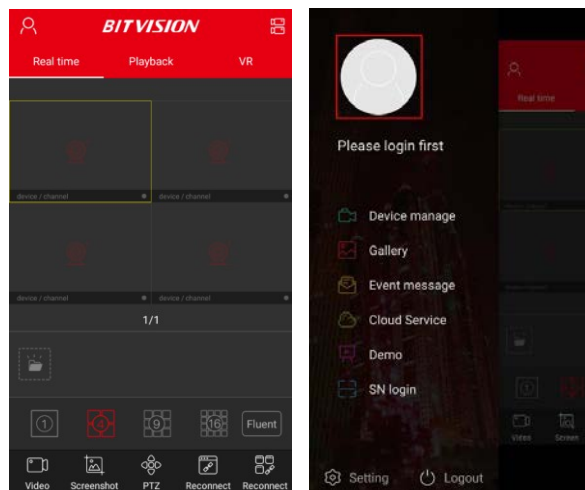 BITVISION
Real time Playback VR
device / channel device / channel
device / channel device / channel
1/1
1 4 9 16 Fluent
Video Screenshot PTZ Reconnect Reconnect
Please login first
Device manage
Gallery
Event message
Cloud Service
Demo
SN login
Setting Logout
Real time
Video Screen